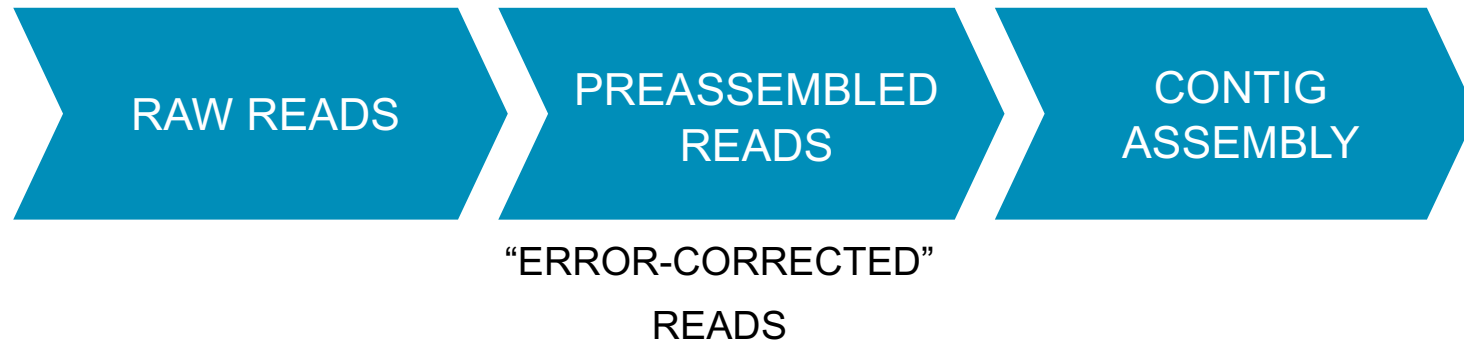 RAW READS
PREASSEMBLED
READS
CONTIG
ASSEMBLY
“ERROR-CORRECTED”
READS